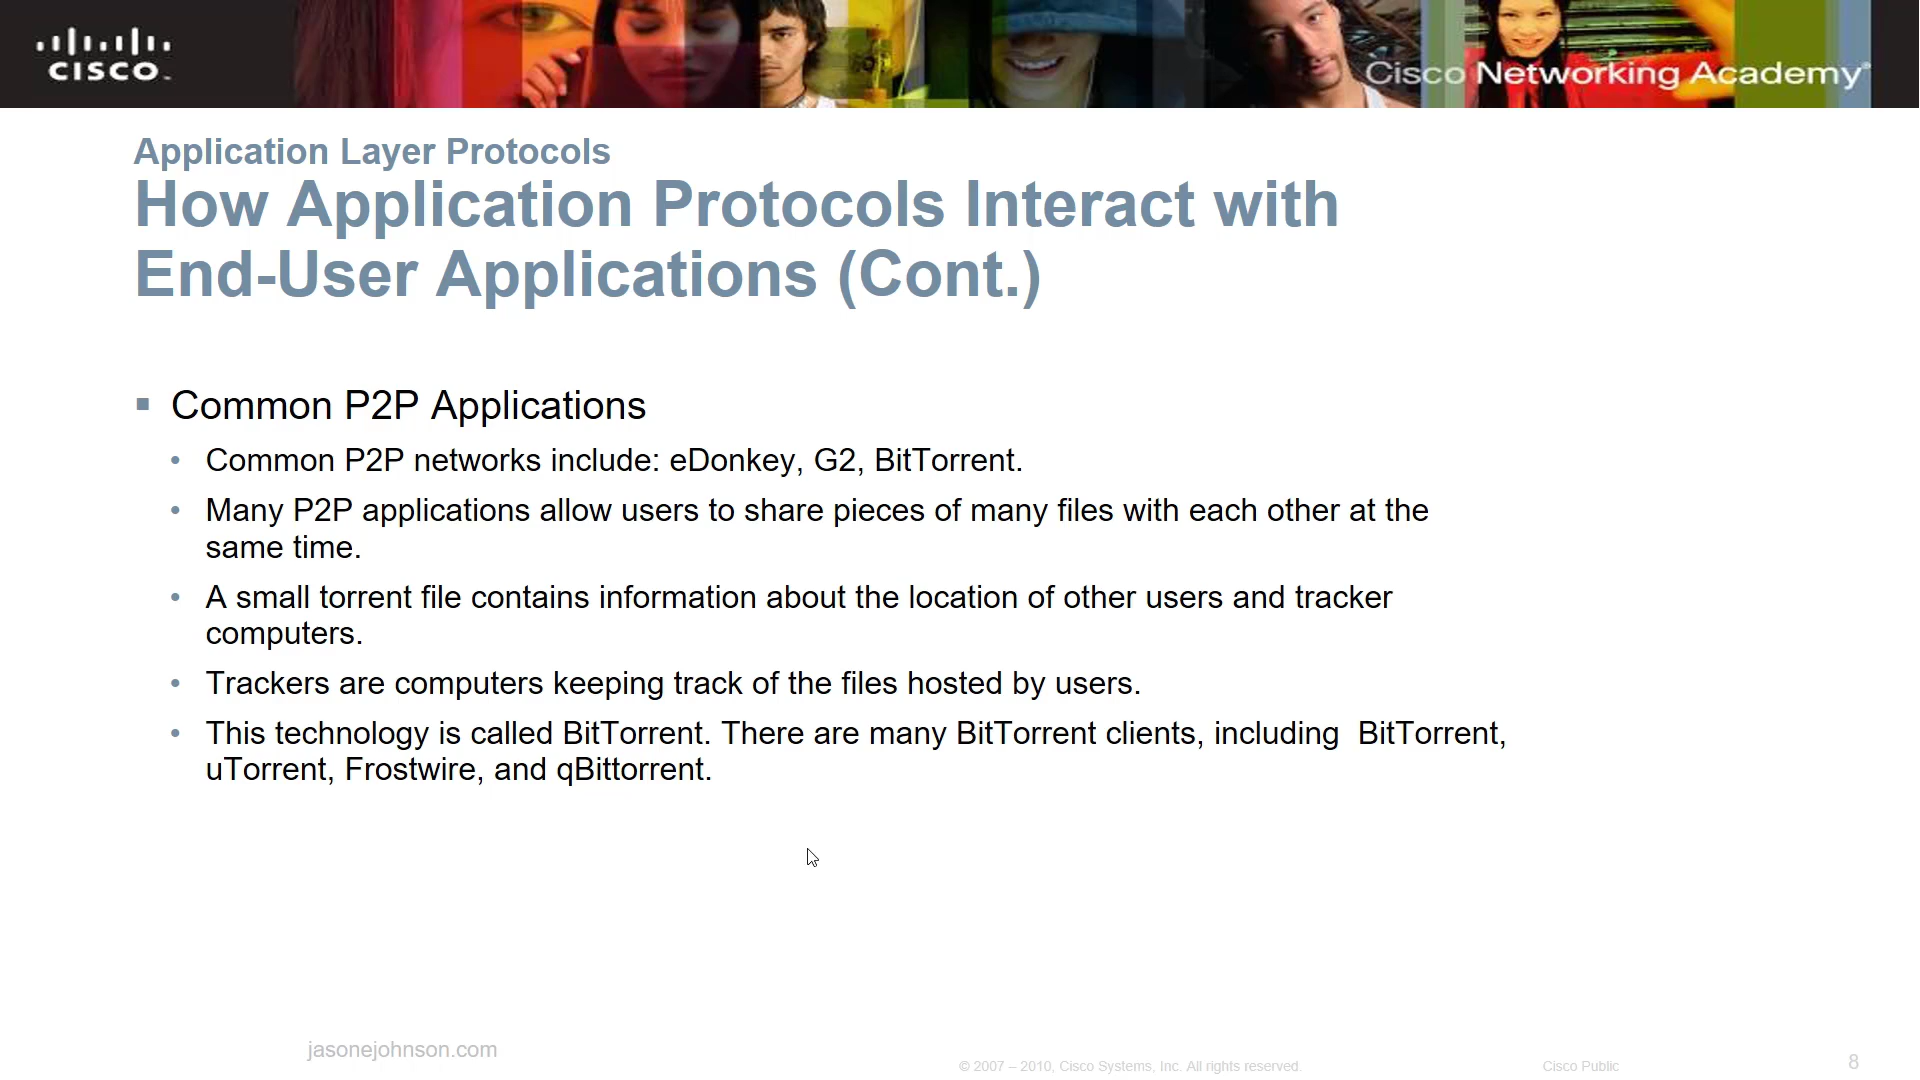 CISCO
Cisco Networking Academy®
Application Layer Protocols
How Application Protocols Interact with
End-User Applications (Cont.)
▪ Common P2P Applications
• Common P2P networks include: eDonkey, G2, BitTorrent.
• Many P2P applications allow users to share pieces of many files with each other at the
same time.
• A small torrent file contains information about the location of other users and tracker
computers.
• Trackers are computers keeping track of the files hosted by users.
• This technology is called BitTorrent. There are many BitTorrent clients, including  BitTorrent,
uTorrent, Frostwire, and qBittorrent.
jasonejohnson.com
© 2007 – 2010, Cisco Systems, Inc. All rights reserved.
Cisco Public
8